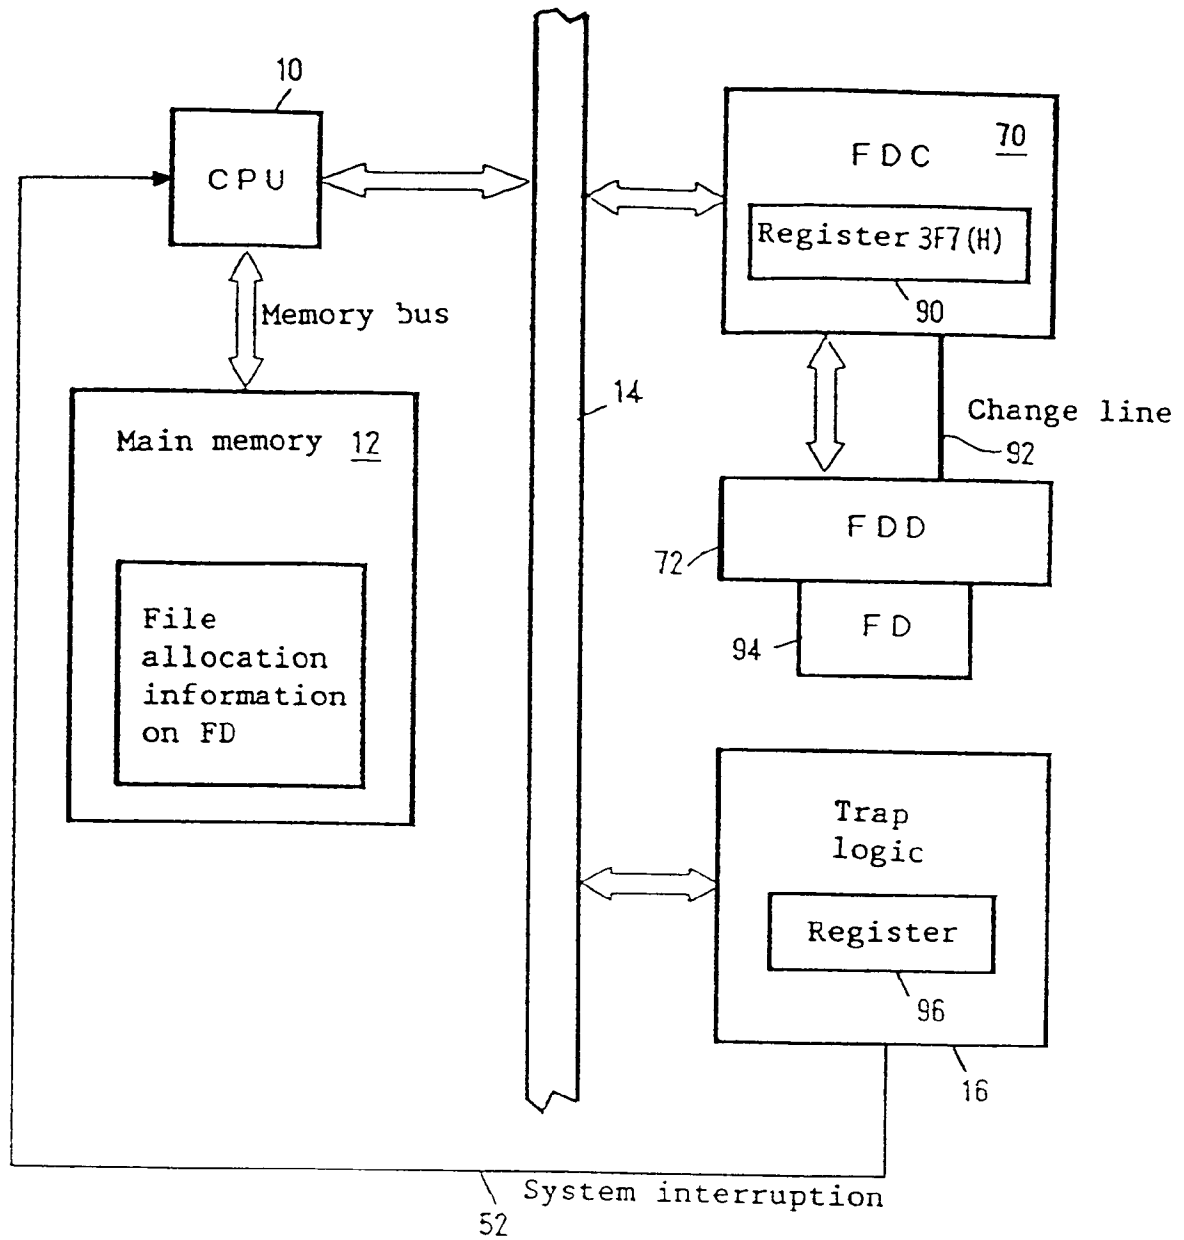 10
CPU
Memory bus
Main memory 12
File
allocation
information
on FD
14
FDC 70
Register 3F7(H)
90
Change line
92
FDD
72
FD
94
Trap
logic
Register
96
16
System interruption
52